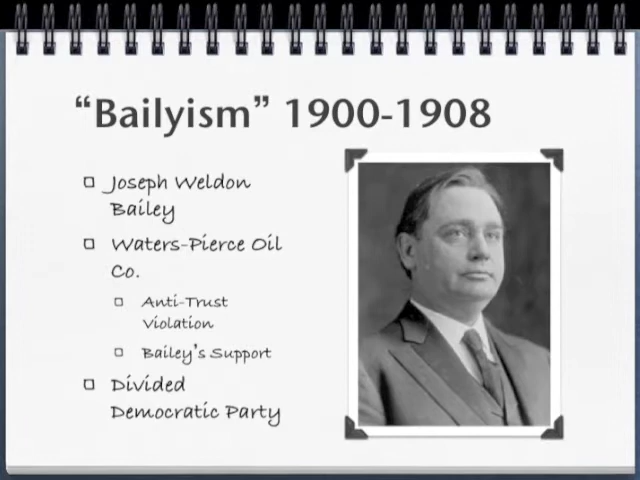 “Bailyism” 1900-1908
Joseph Weldon
Bailey
Waters-Pierce Oil
Co.
Anti-Trust
Violation
Bailey’s Support
Divided
Democratic Party